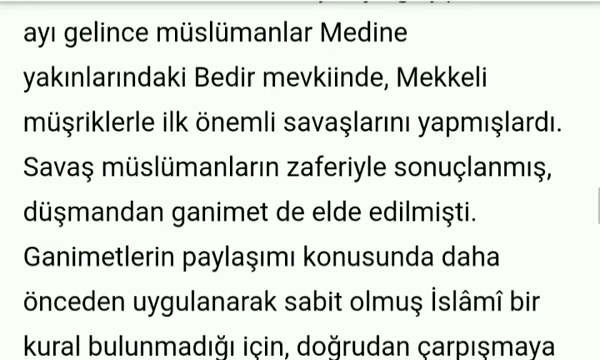 ayı gelince müslümanlar Medine
yakınlarındaki Bedir mevkiinde, Mekkeli
müşriklerle ilk önemli savaşlarını yapmışlardı.
Savaş müslümanların zaferiyle sonuçlanmış,
düşmandan ganimet de elde edilmişti.
Ganimetlerin paylaşımı konusunda daha
önceden uygulanarak sabit olmuş İslâmî bir
kural bulunmadığı için, doğrudan çarpışmaya